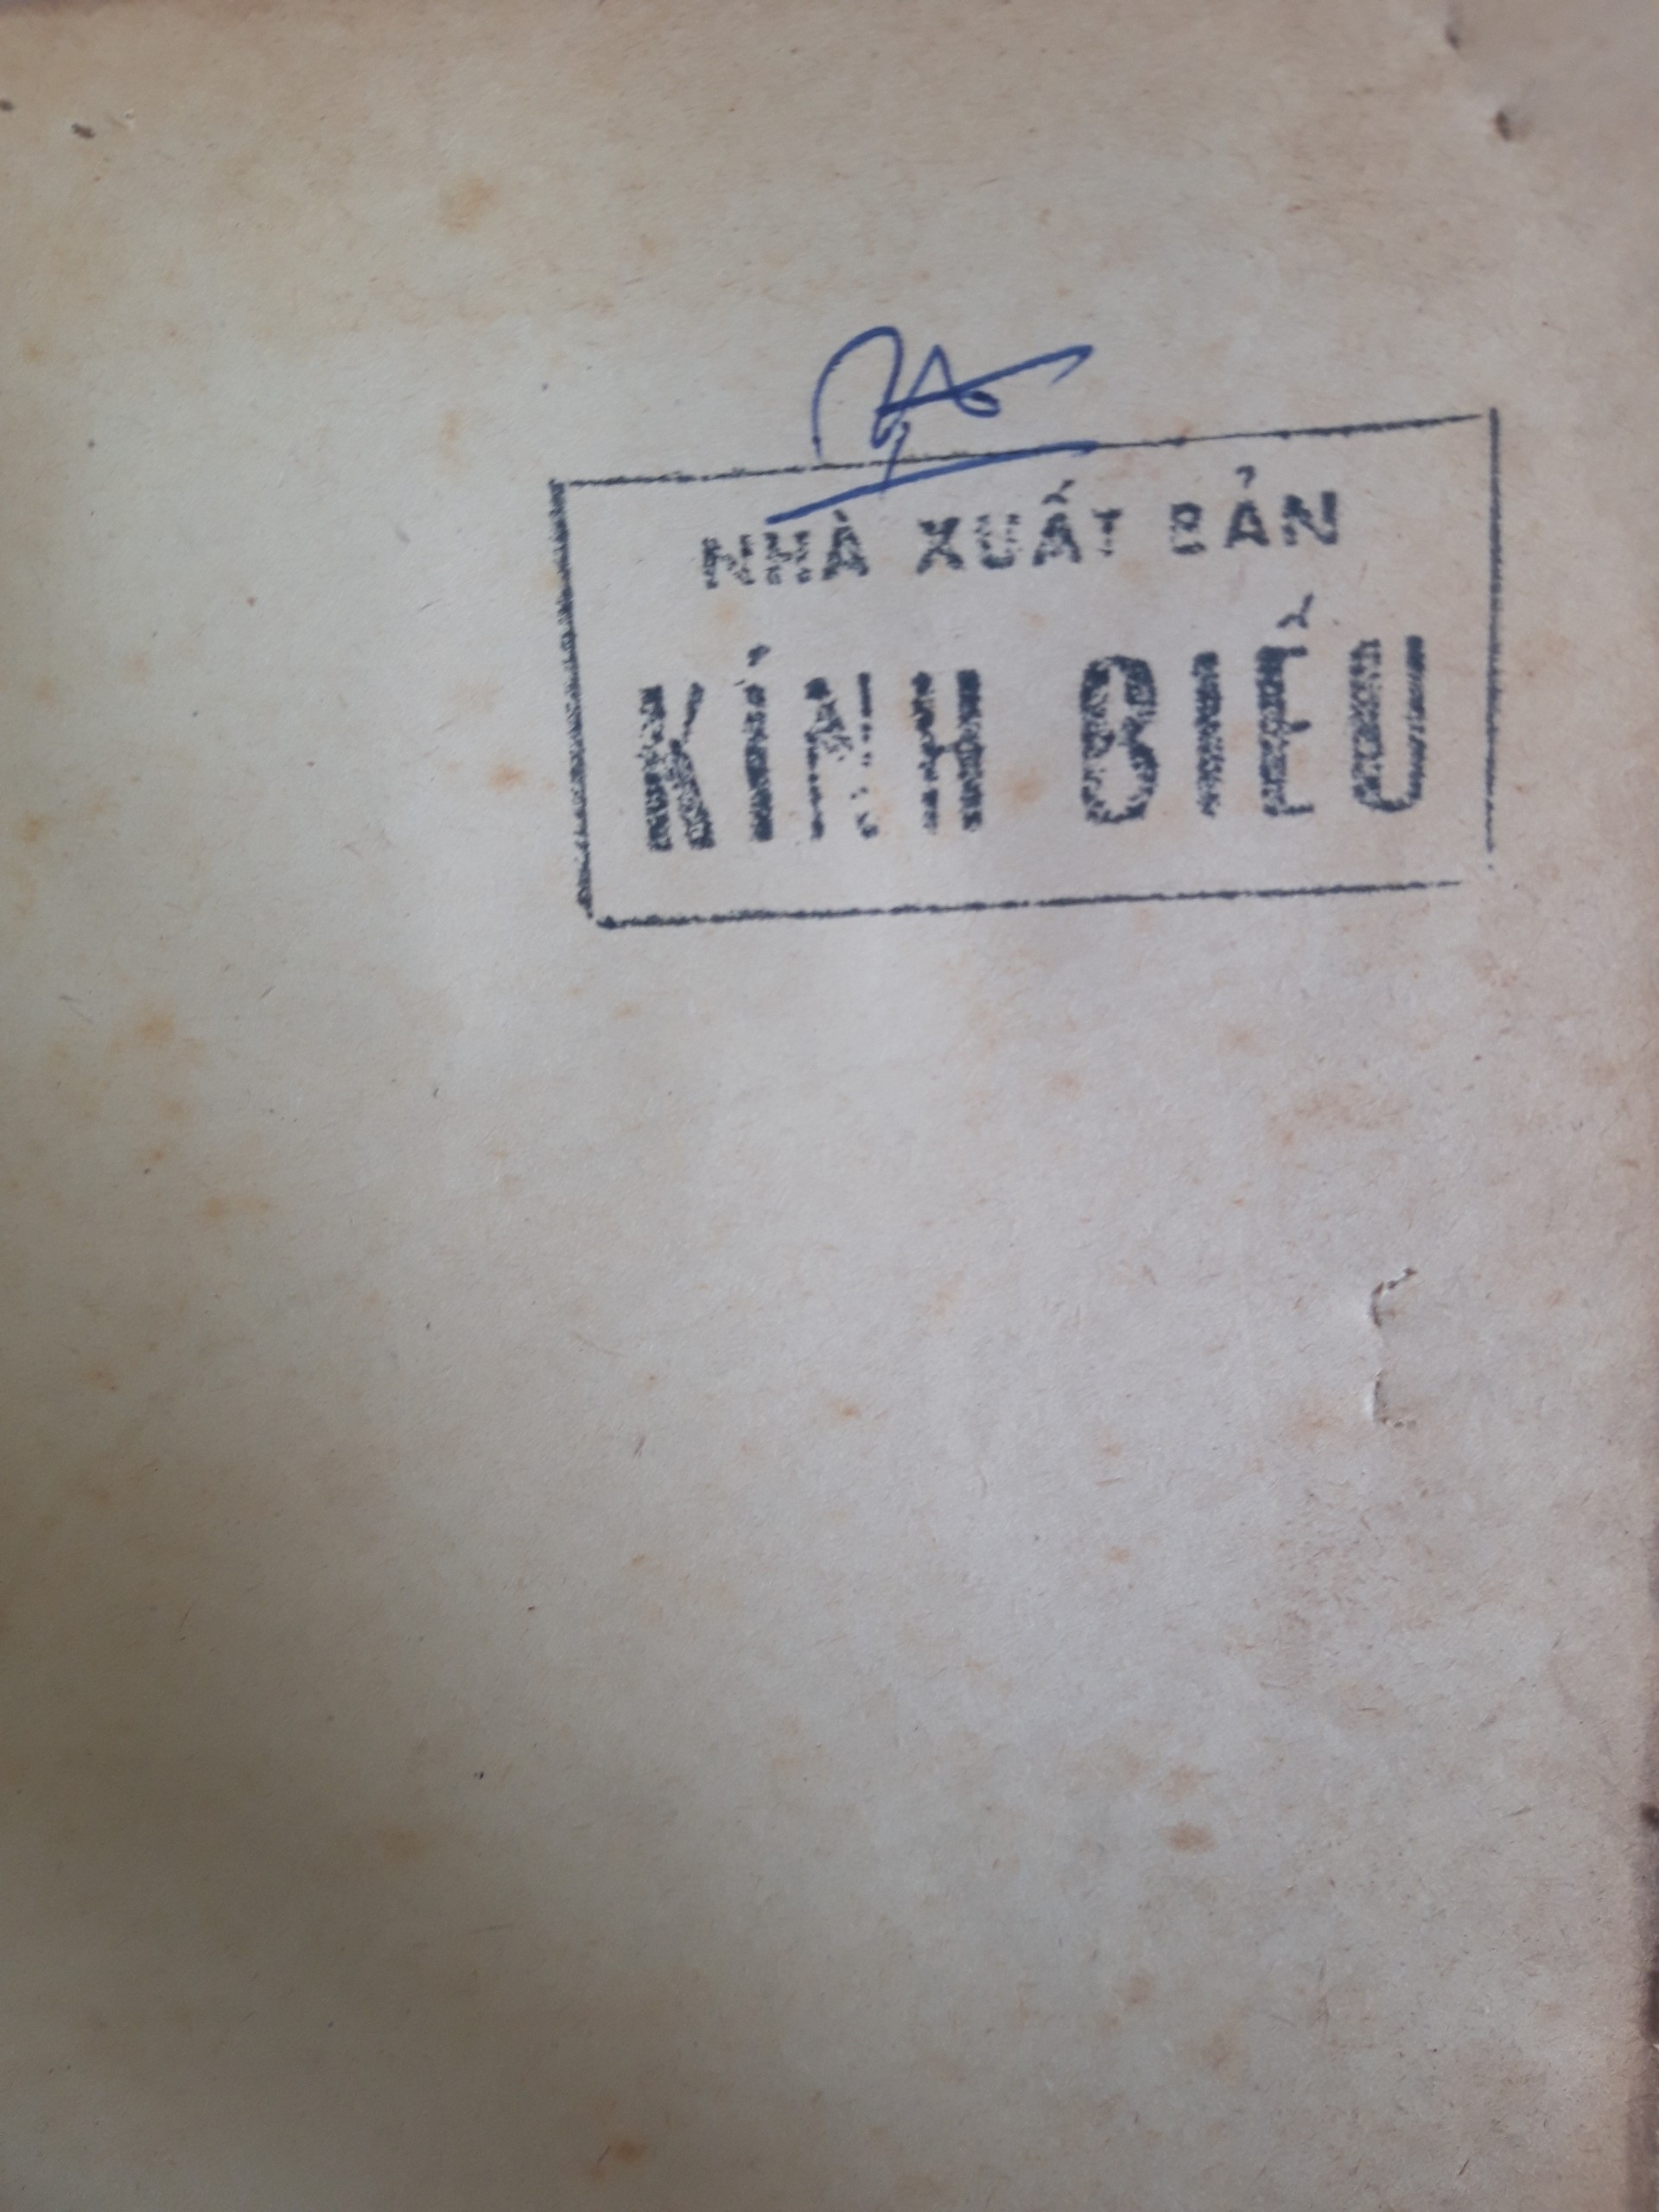 NHÀ XUẤT BẢN
KÍNH BIẾU